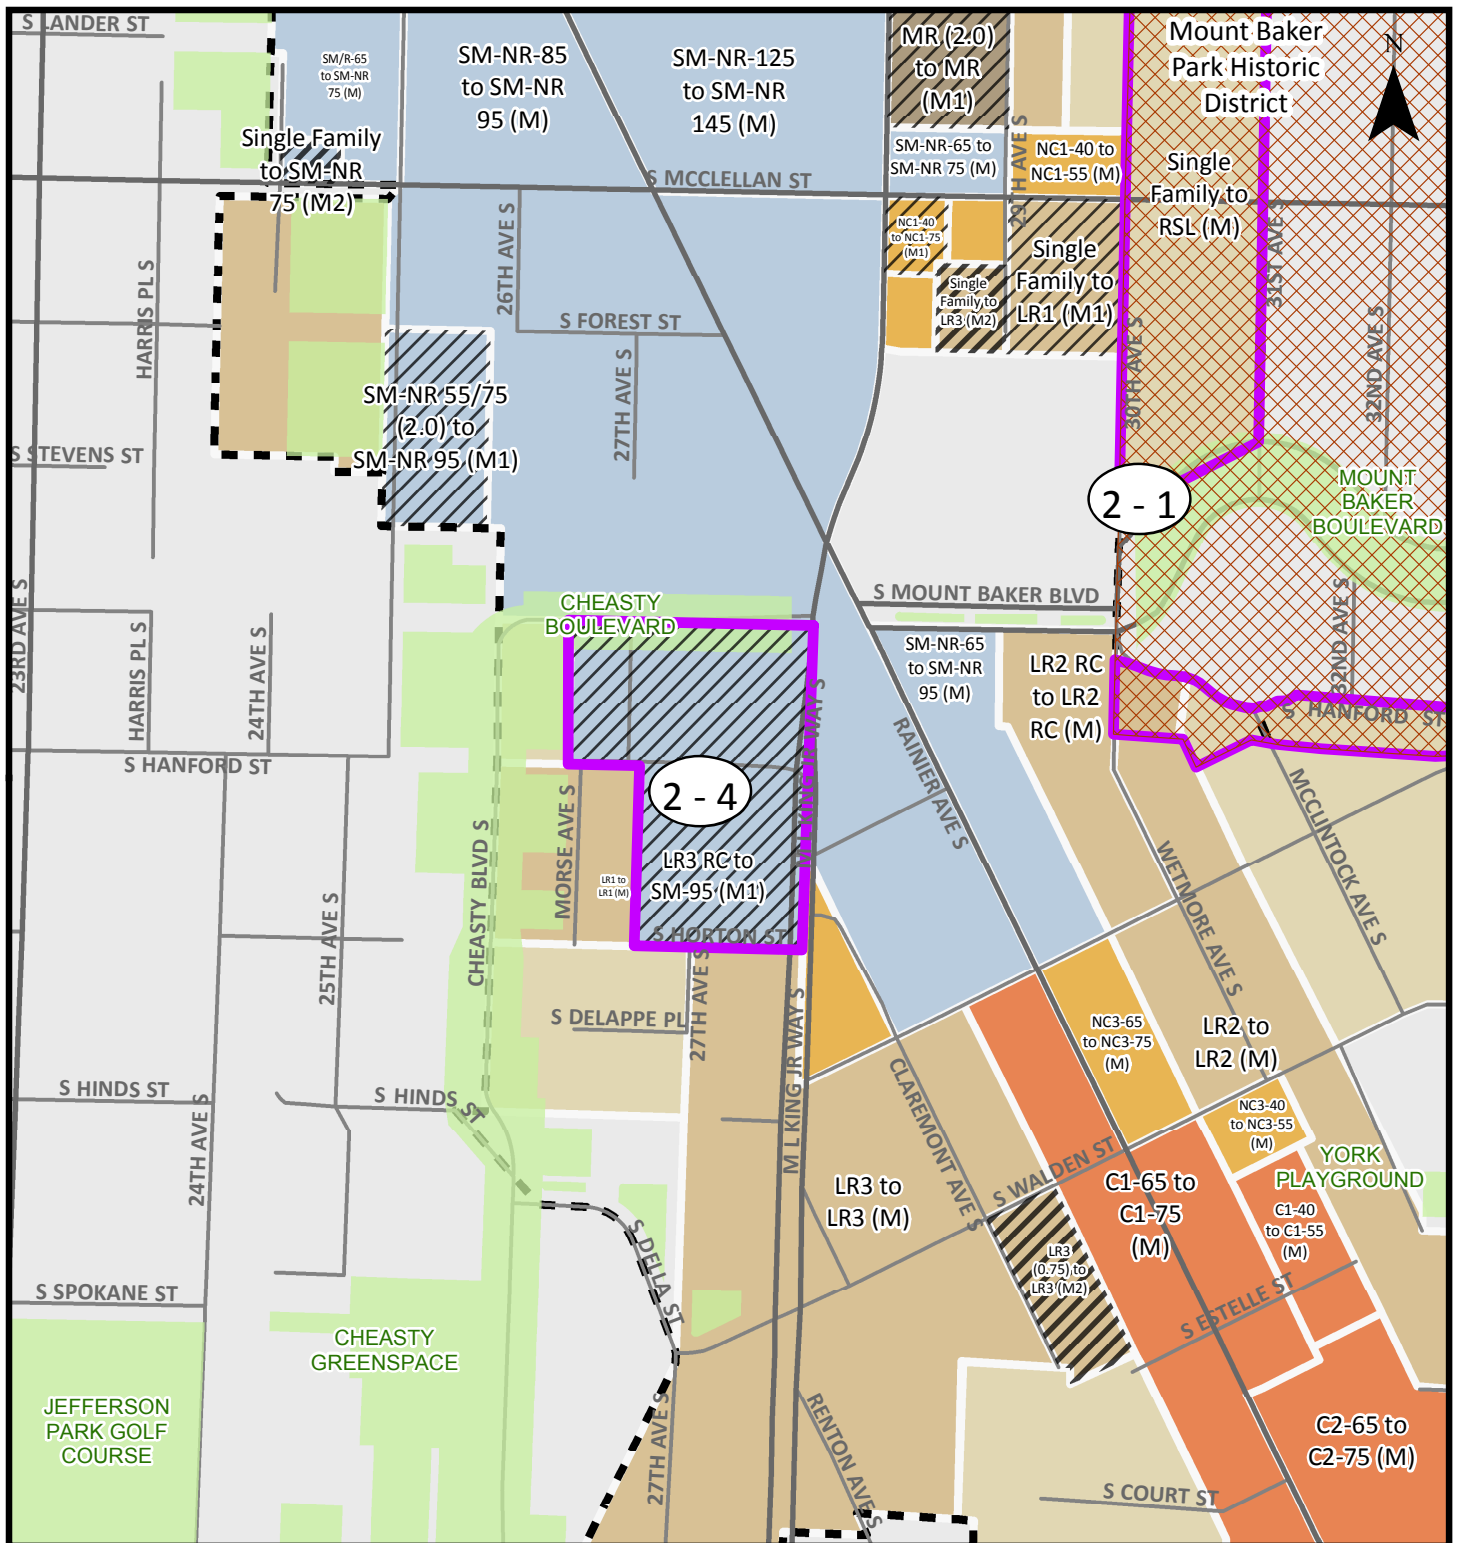 S LANDER ST
SM/R-65
to SM-NR
75 (M)
SM-NR-85
to SM-NR
95 (M)
SM-NR-125
to SM-NR
145 (M)
MR (2.0)
to MR
(M1)
Mount Baker
Park Historic
District
N
Single Family
to SM-NR
75 (M2)
SM-NR-65 to
SM-NR 75 (M)
29TH AVE S
NC1-40 to
NC1-55 (M)
Single
Family to
RSL (M)
S MCCLELLAN ST
HARRIS PL S
26TH AVE S
NC1-40
to NC1-75
(M1)
Single
Family to
LR3 (M2)
Single
Family to
LR1 (M1)
31ST AVE S
S FOREST ST
27TH AVE S
30TH AVE S
32ND AVE S
SM-NR 55/75
(2.0) to
SM-NR 95 (M1)
S STEVENS ST
2 - 1
MOUNT
BAKER
BOULEVARD
23RD AVE S
HARRIS PL S
24TH AVE S
CHEASTY
BOULEVARD
S MOUNT BAKER BLVD
32ND AVE S
SM-NR-65
to SM-NR
95 (M)
LR2 RC
to LR2
RC (M)
S HANFORD ST
S HANFORD ST
M L KING JR WAY S
RAINIER AVE S
2 - 4
CHEASTY BLVD S
MORSE AVE S
LR1 to
LR1 (M)
LR3 RC to
SM-95 (M1)
S HORTON ST
WETMORE AVE S
MCCLINTOCK AVE S
25TH AVE S
S DELAPPE PL
27TH AVE S
M L KING JR WAY S
NC3-65
to NC3-75
(M)
LR2 to
LR2 (M)
S HINDS ST
S HINDS ST
24TH AVE S
CLAREMONT AVE S
NC3-40
to NC3-55
(M)
YORK
PLAYGROUND
S WALDEN ST
LR3 to
LR3 (M)
C1-65 to
C1-75
(M)
C1-40
to C1-55
(M)
LR3
(0.75) to
LR3 (M2)
S DELLA ST
S SPOKANE ST
S ESTELLE ST
CHEASTY
GREENSPACE
JEFFERSON
PARK GOLF
COURSE
27TH AVE S
RENTON AVE S
C2-65 to
C2-75 (M)
S COURT ST